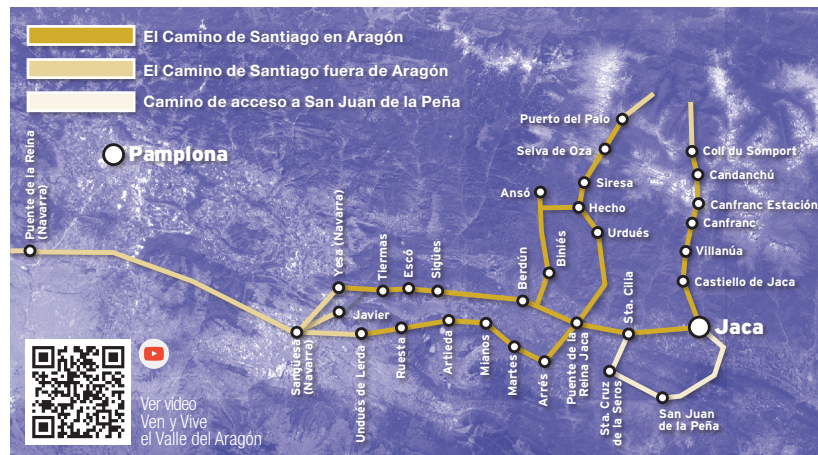 El Camino de Santiago en Aragón
El Camino de Santiago fuera de Aragón
Camino de acceso a San Juan de la Peña
Puente de la Reina
(Navarra)
Pamplona
Puerto del Palo
Selva de Oza
Siresa
Ansó
Hecho
Urdués
Biniés
Berdún
Coll du Somport
Candanchú
Canfranc Estación
Canfranc
Villanúa
Castiello de Jaca
Jaca
Yesa (Navarra)
Tiermas
Escó
Sigües
Javier
Sangüesa
(Navarra)
Undués de Lerda
Ruesta
Artieda
Mianos
Martes
Arrés
Puente de la
Reina Jaca
Sta. Cilia
Sta. Cruz
de la Seros
San Juan
de la Peña
Ver video
Ven y Vive
el Valle del Aragón